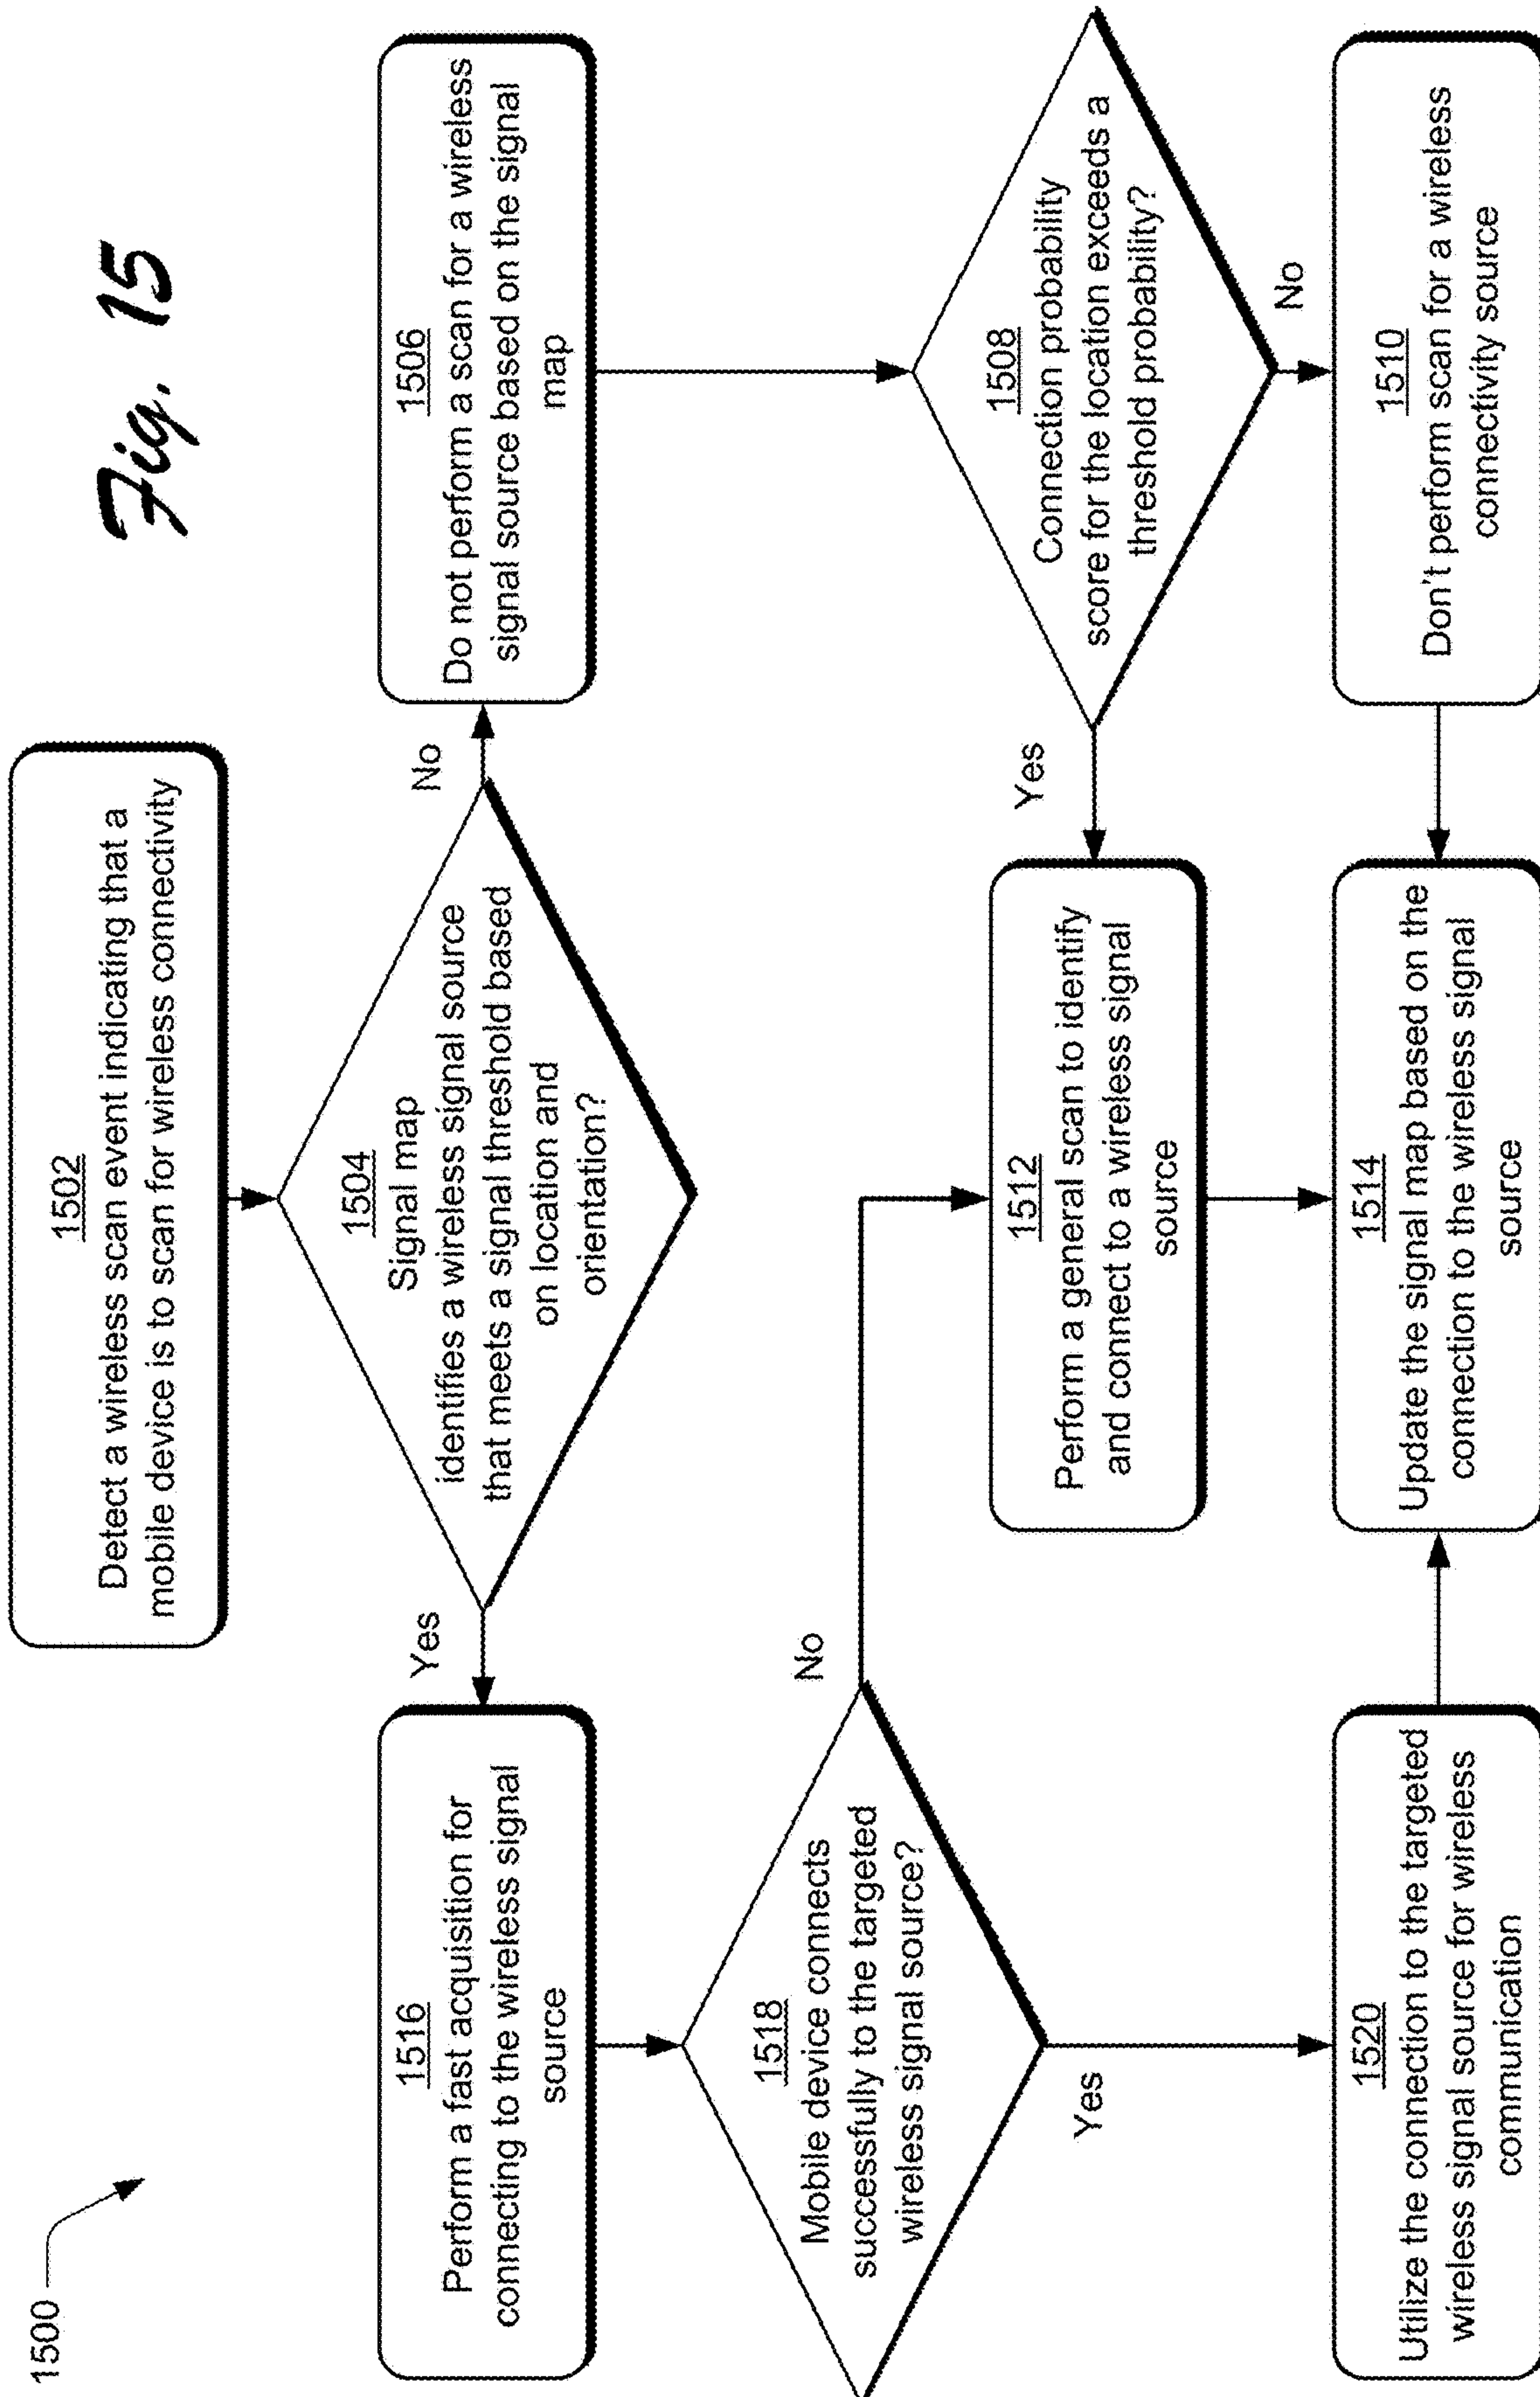 1500
Fig. 15
1502
Detect a wireless scan event indicating that a
mobile device is to scan for wireless connectivity
1504
Signal map
identifies a wireless signal source
that meets a signal threshold based
on location and
orientation?
Yes
No
1516
Perform a fast acquisition for
connecting to the wireless signal
source
1506
Do not perform a scan for a wireless
signal source based on the signal
map
1518
Mobile device connects
successfully to the targeted
wireless signal source?
No
Yes
1512
Perform a general scan to identify
and connect to a wireless signal
source
Yes
1508
Connection probability
score for the location exceeds a
threshold probability?
No
1520
Utilize the connection to the targeted
wireless signal source for wireless
communication
1514
Update the signal map based on the
connection to the wireless signal
source
1510
Don't perform scan for a wireless
connectivity source